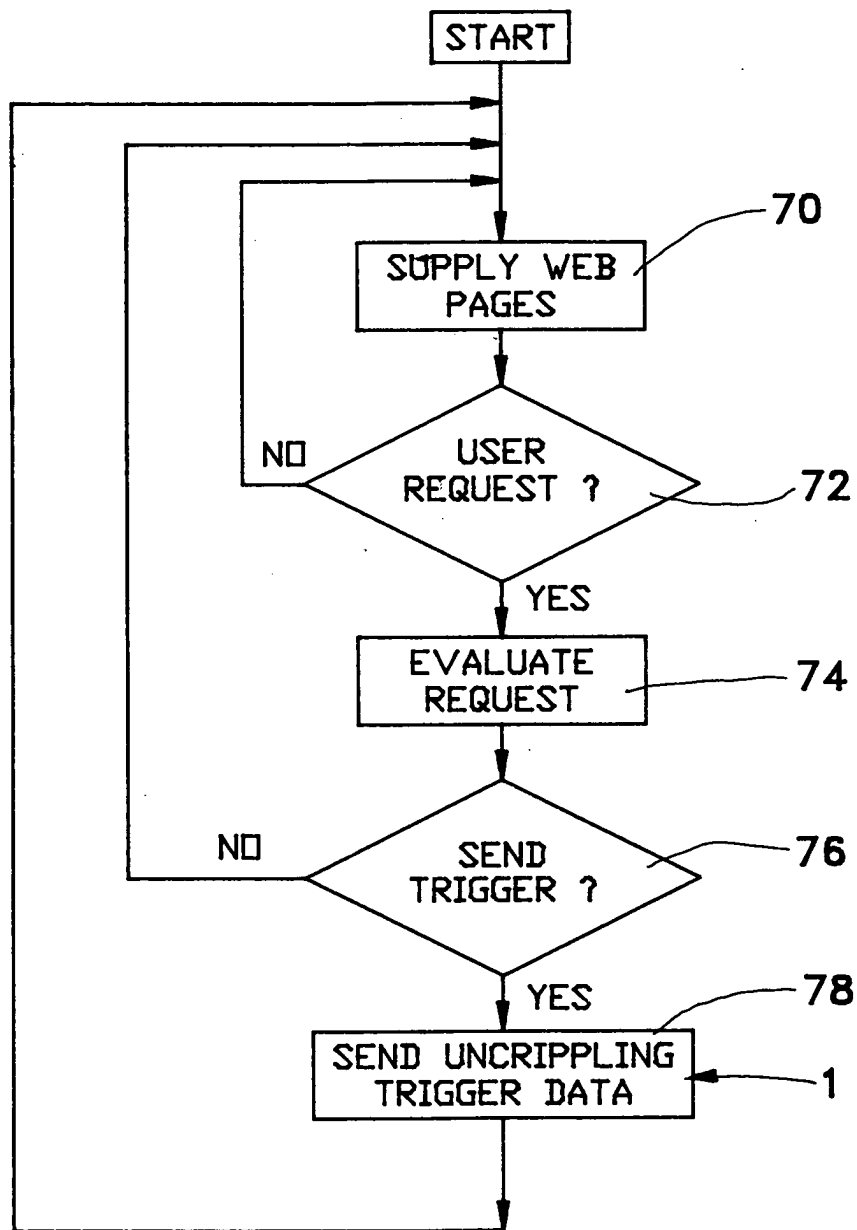 START
70
SUPPLY WEB
PAGES
NO
USER
REQUEST ?
72
YES
EVALUATE
REQUEST
74
NO
SEND
TRIGGER ?
76
YES
78
SEND UNCRIPPLING
TRIGGER DATA
1